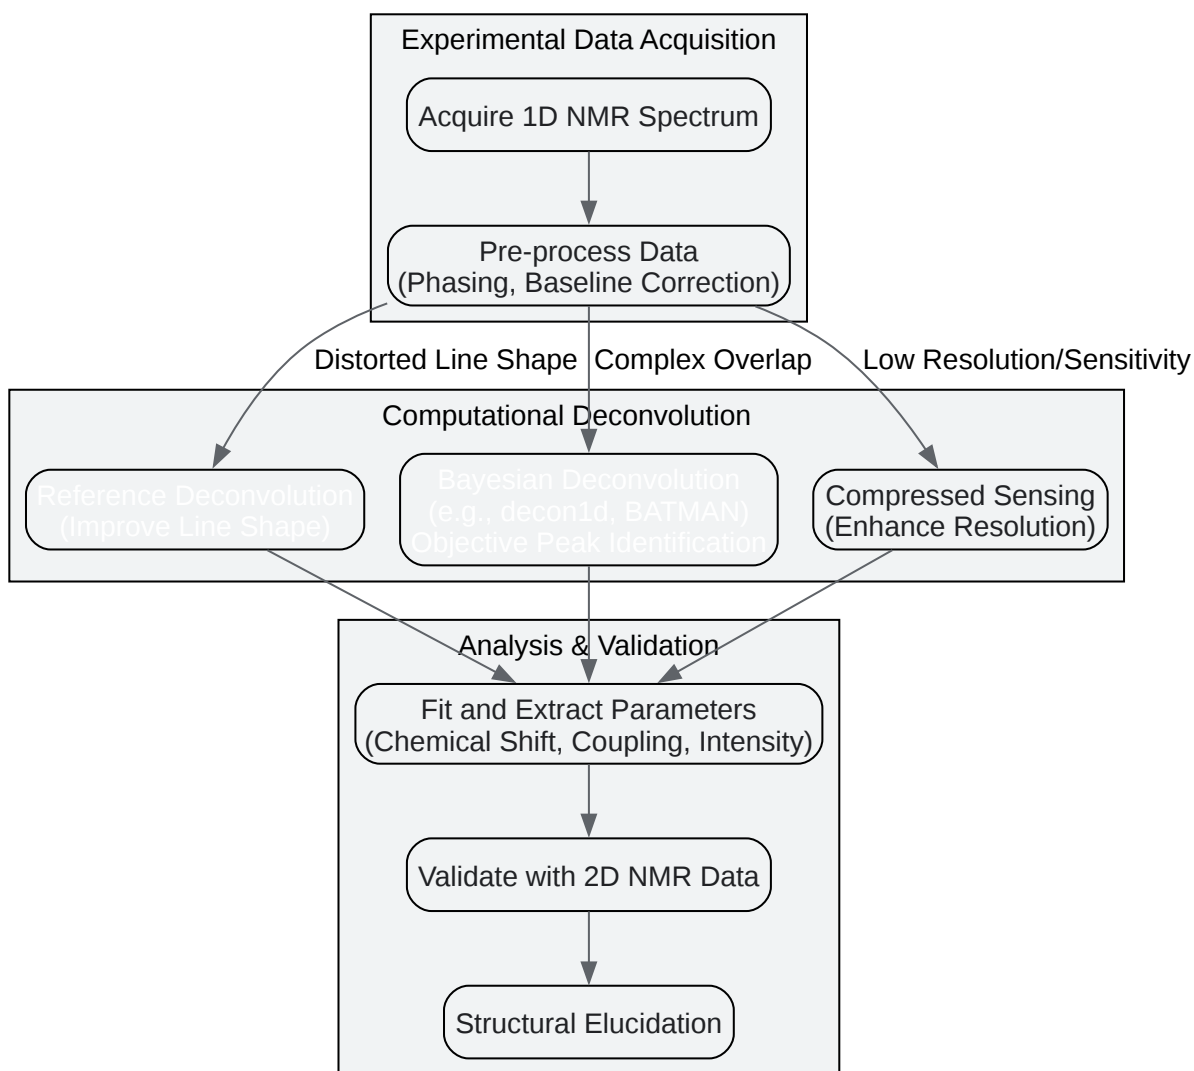 Experimental Data Acquisition
Acquire 1D NMR Spectrum
Pre-process Data
(Phasing, Baseline Correction)
Distorted Line Shape
Complex Overlap
Low Resolution/Sensitivity
Computational Deconvolution
Reference Deconvolution
(Improve Line Shape)
Bayesian Deconvolution
(e.g., decon1d, BATMAN)
Objective Peak Identification
Compressed Sensing
(Enhance Resolution)
Analysis & Validation
Fit and Extract Parameters
(Chemical Shift, Coupling, Intensity)
Validate with 2D NMR Data
Structural Elucidation